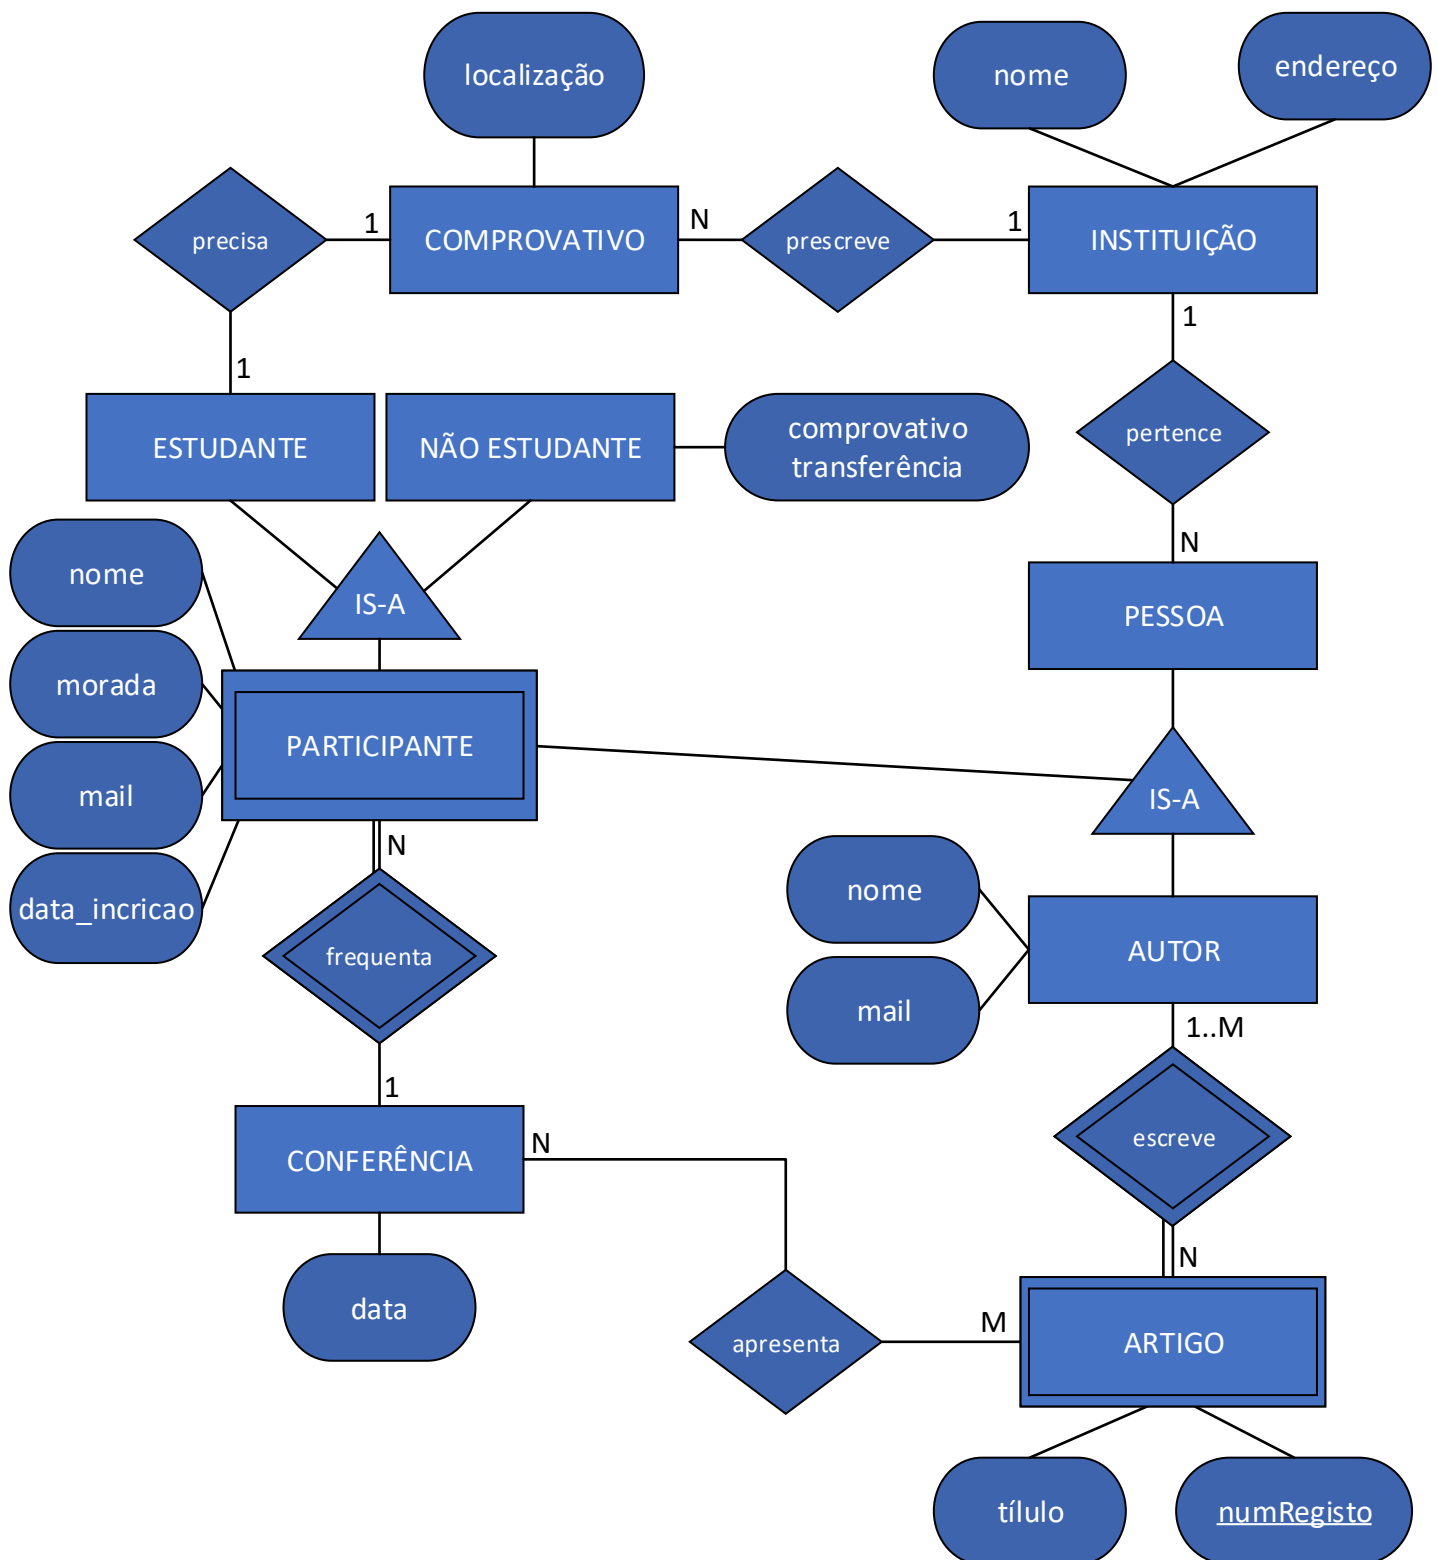 localização
nome
endereço
precisa
1
COMPROVATIVO
N
prescreve
1
INSTITUIÇÃO
1
1
ESTUDANTE
NÃO ESTUDANTE
comprovativo
transferência
pertence
N
nome
IS-A
PESSOA
morada
PARTICIPANTE
mail
IS-A
N
data_incricao
nome
AUTOR
frequenta
mail
1..M
1
CONFERÊNCIA
N
escreve
N
data
apresenta
M
ARTIGO
tílulo
numRegisto